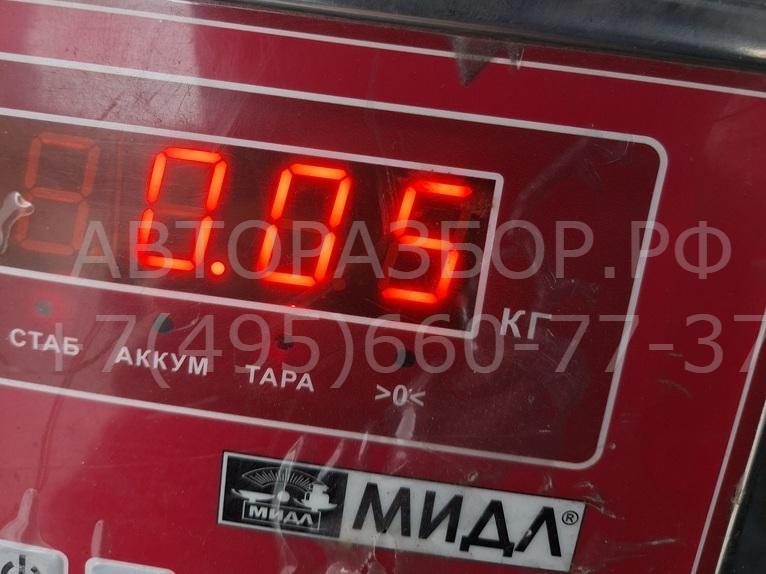 0.05
АВТОРАЗБОР.РФ
КГ
+7(495)660-77-37
СТАБ АККУМ ТАРА >0<
МИДЛ МИДЛ®